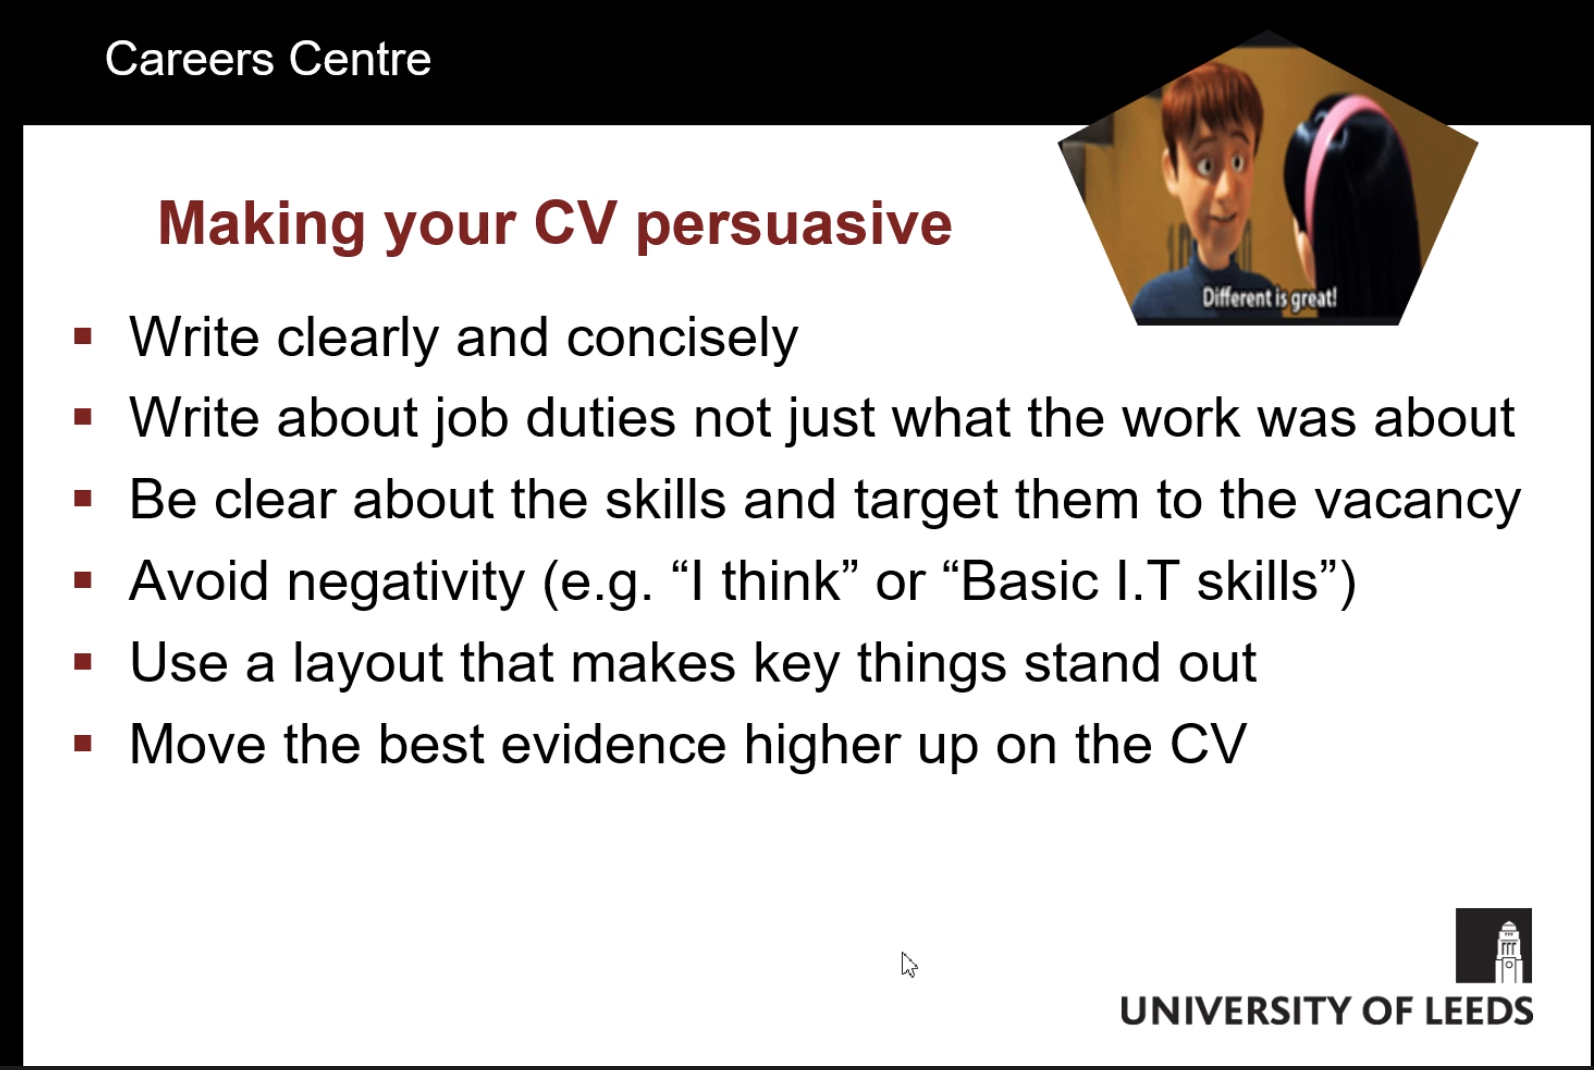 Careers Centre
Different is great!
Making your CV persuasive
▪ Write clearly and concisely
▪ Write about job duties not just what the work was about
▪ Be clear about the skills and target them to the vacancy
▪ Avoid negativity (e.g. “I think” or “Basic I.T skills”)
▪ Use a layout that makes key things stand out
▪ Move the best evidence higher up on the CV
UNIVERSITY OF LEEDS